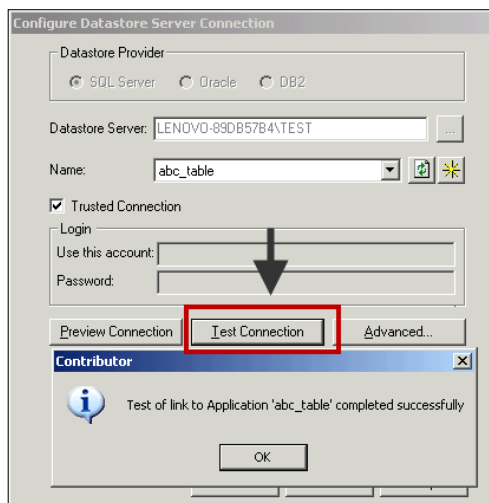 Configure Datastore Server Connection
Datastore Provider
SQL Server Oracle DB2
Datastore Server: LENOVO-89DB57B4\TEST ...
Name: abc_table
Trusted Connection
Login
Use this account:
Password:
Preview Connection Test Connection Advanced...
Contributor
Test of link to Application 'abc_table' completed successfully
OK